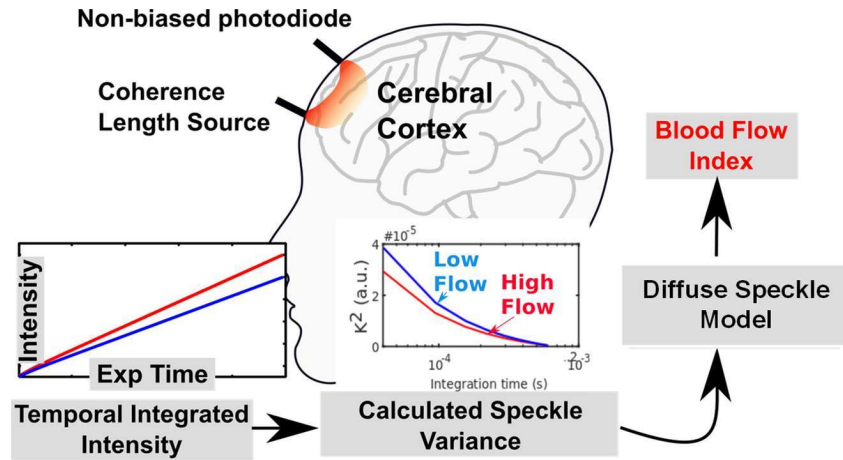 Non-biased photodiode
Coherence
Length Source
Cerebral
Cortex
Blood Flow
Index
Intensity
Exp Time
#10⁻⁵
4
2
0
K² (a.u.)
Low
Flow
High
Flow
10⁻⁴
10⁻³
Integration time (s)
Diffuse Speckle
Model
Temporal Integrated
Intensity
Calculated Speckle
Variance